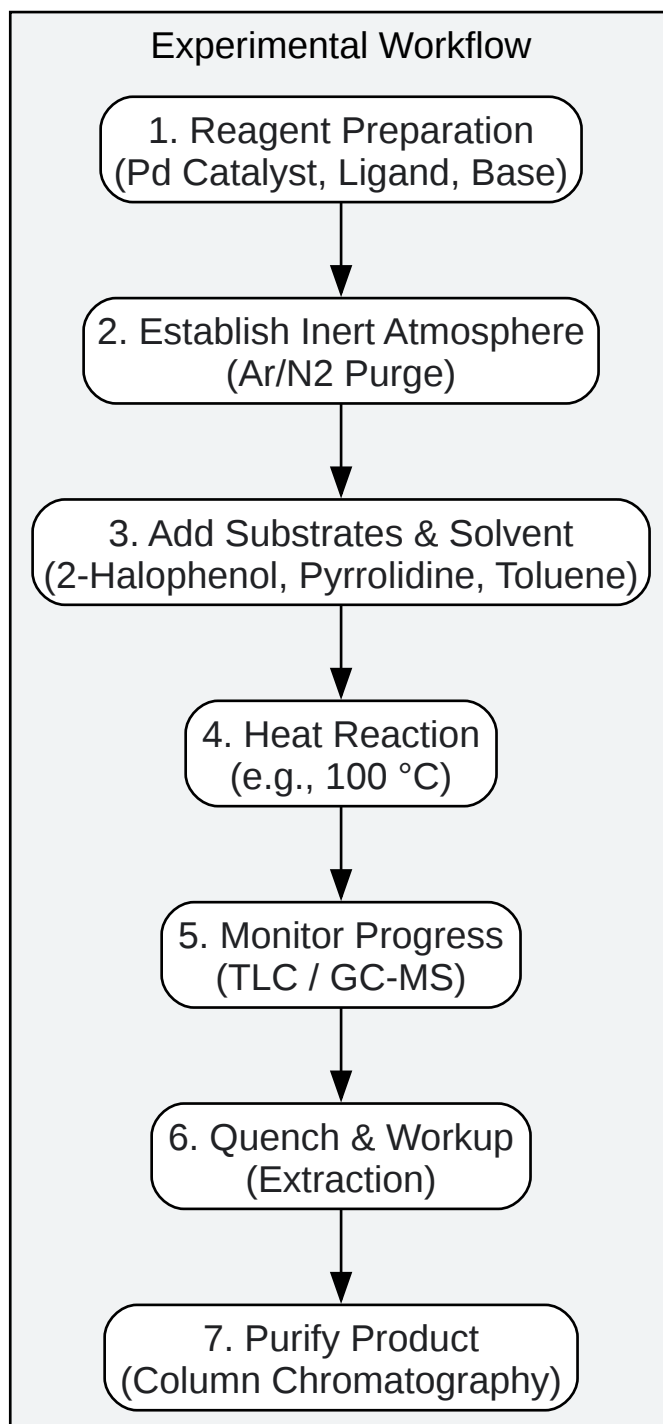 Experimental Workflow
1. Reagent Preparation
(Pd Catalyst, Ligand, Base)
2. Establish Inert Atmosphere
(Ar/N2 Purge)
3. Add Substrates & Solvent
(2-Halophenol, Pyrrolidine, Toluene)
4. Heat Reaction
(e.g., 100 °C)
5. Monitor Progress
(TLC / GC-MS)
6. Quench & Workup
(Extraction)
7. Purify Product
(Column Chromatography)